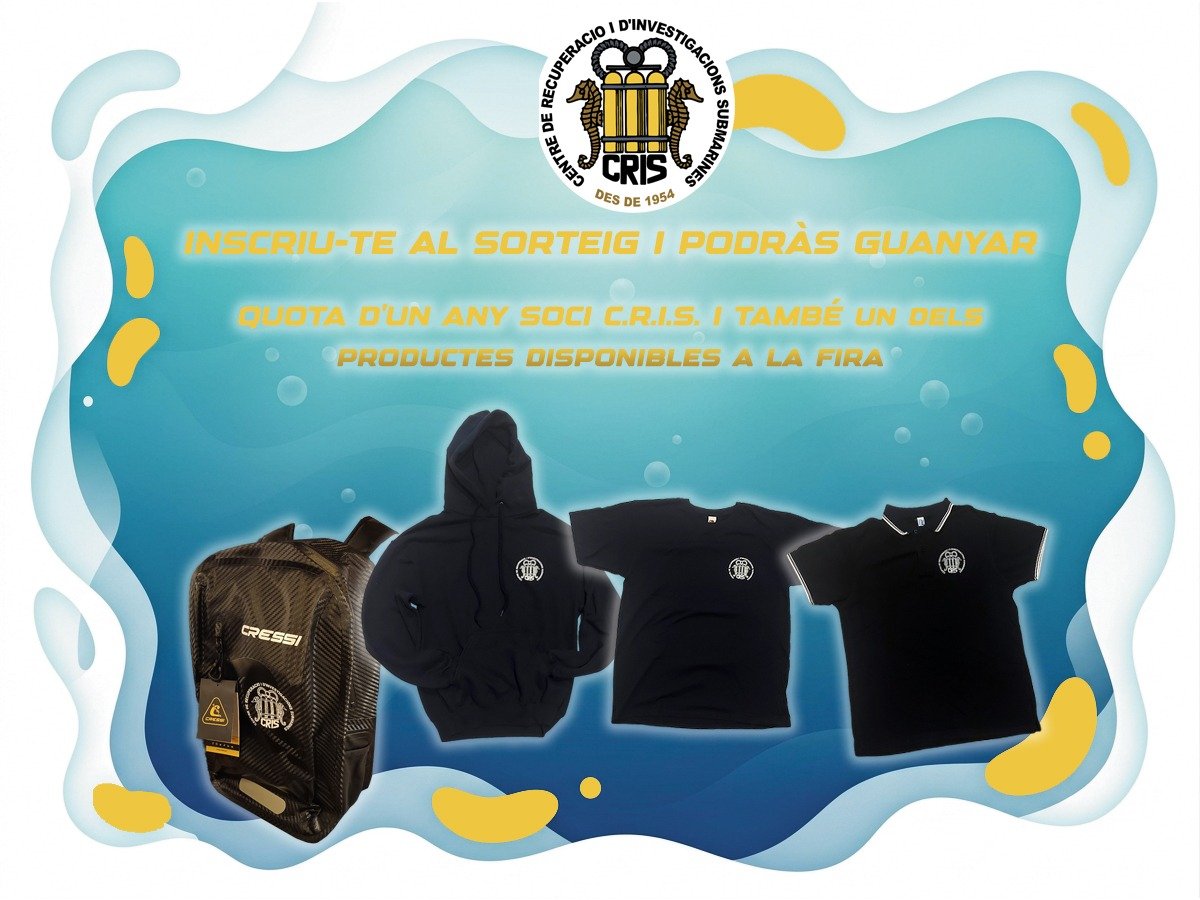 CENTRE DE RECUPERACIO I D'INVESTIGACIONS SUBMARINES
CRIS
DES DE 1954
INSCRIU-TE AL SORTEIG I PODRÀS GUANYAR
QUOTA D'UN ANY SOCI C.R.I.S. I TAMBÉ UN DELS
PRODUCTES DISPONIBLES A LA FIRA
CRESSI
CRESSI
CRIS